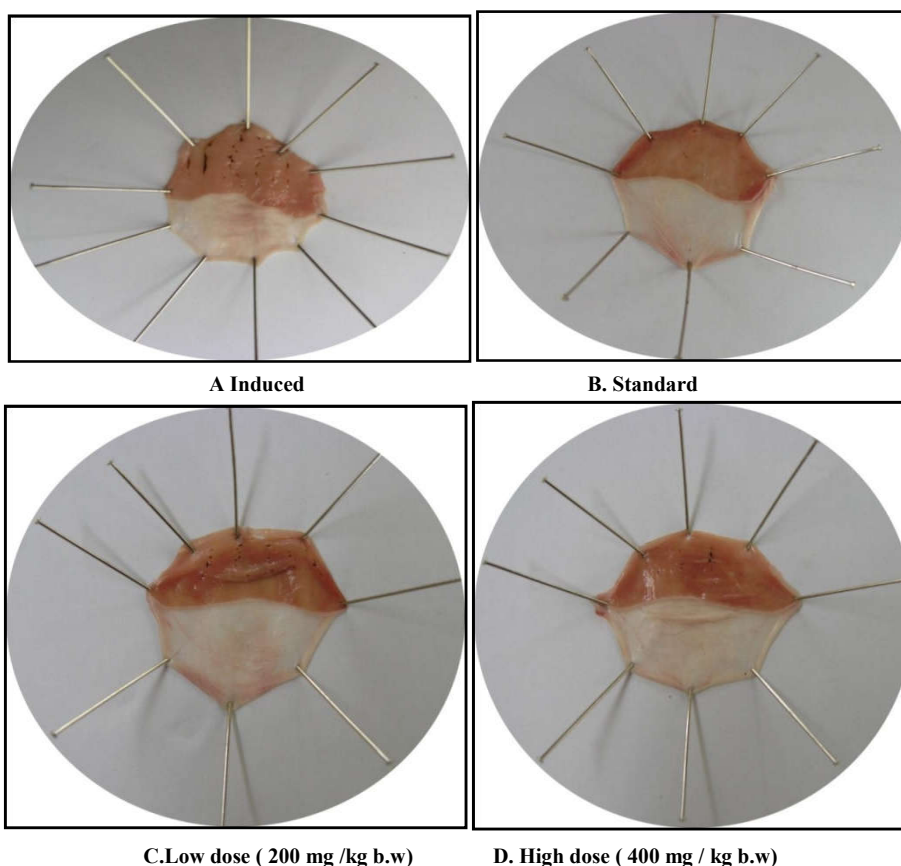 A Induced
B. Standard
C.Low dose ( 200 mg /kg b.w)
D. High dose ( 400 mg / kg b.w)